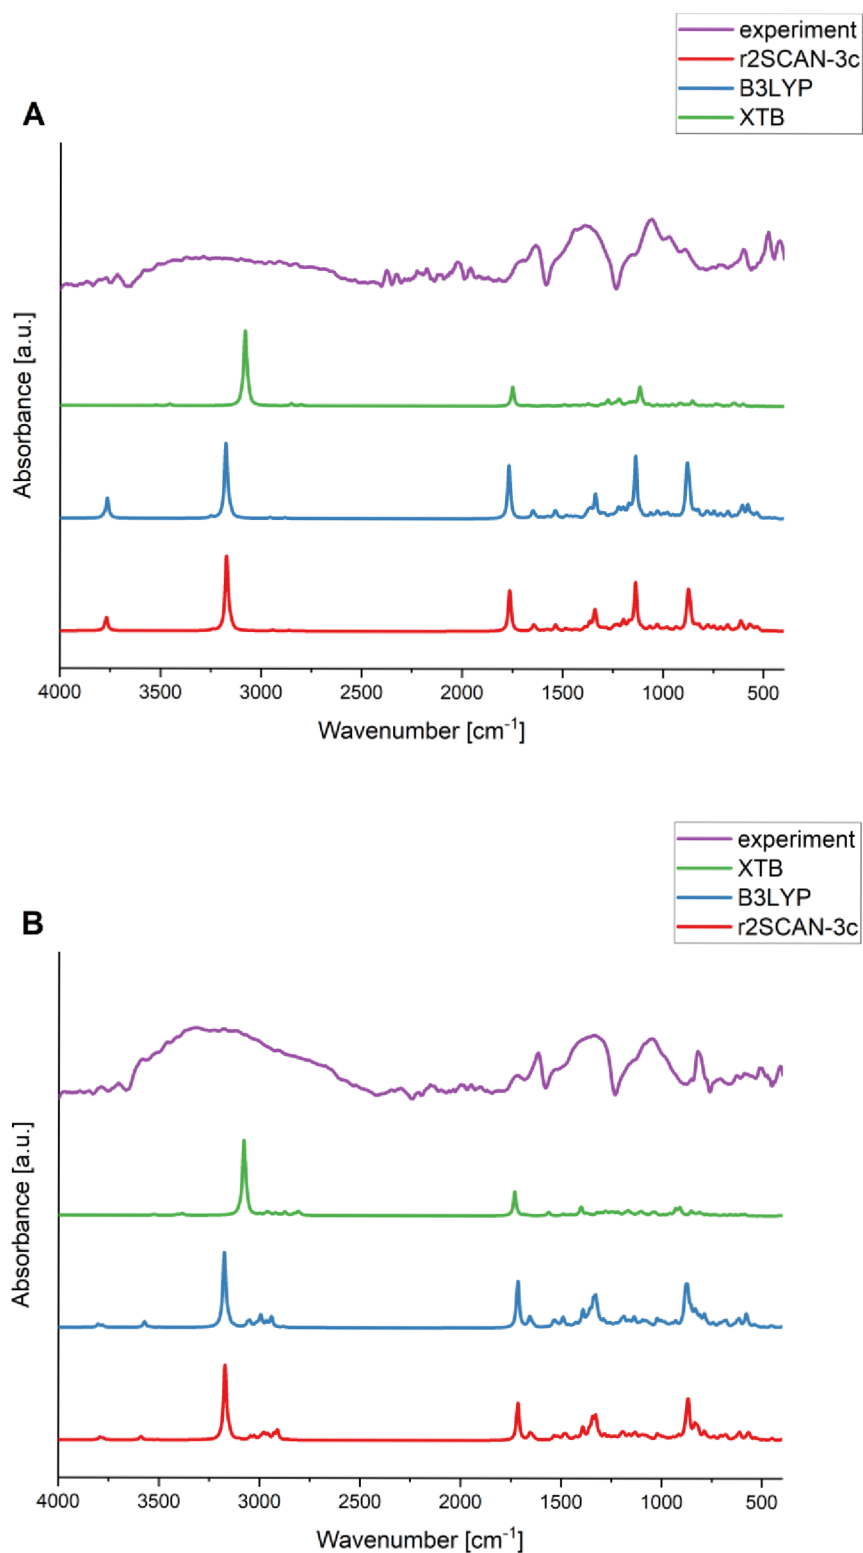 experiment
r2SCAN-3c
B3LYP
XTB
A
Absorbance [a.u.]
4000 3500 3000 2500 2000 1500 1000 500
Wavenumber [cm⁻¹]
experiment
XTB
B3LYP
r2SCAN-3c
B
Absorbance [a.u.]
4000 3500 3000 2500 2000 1500 1000 500
Wavenumber [cm⁻¹]